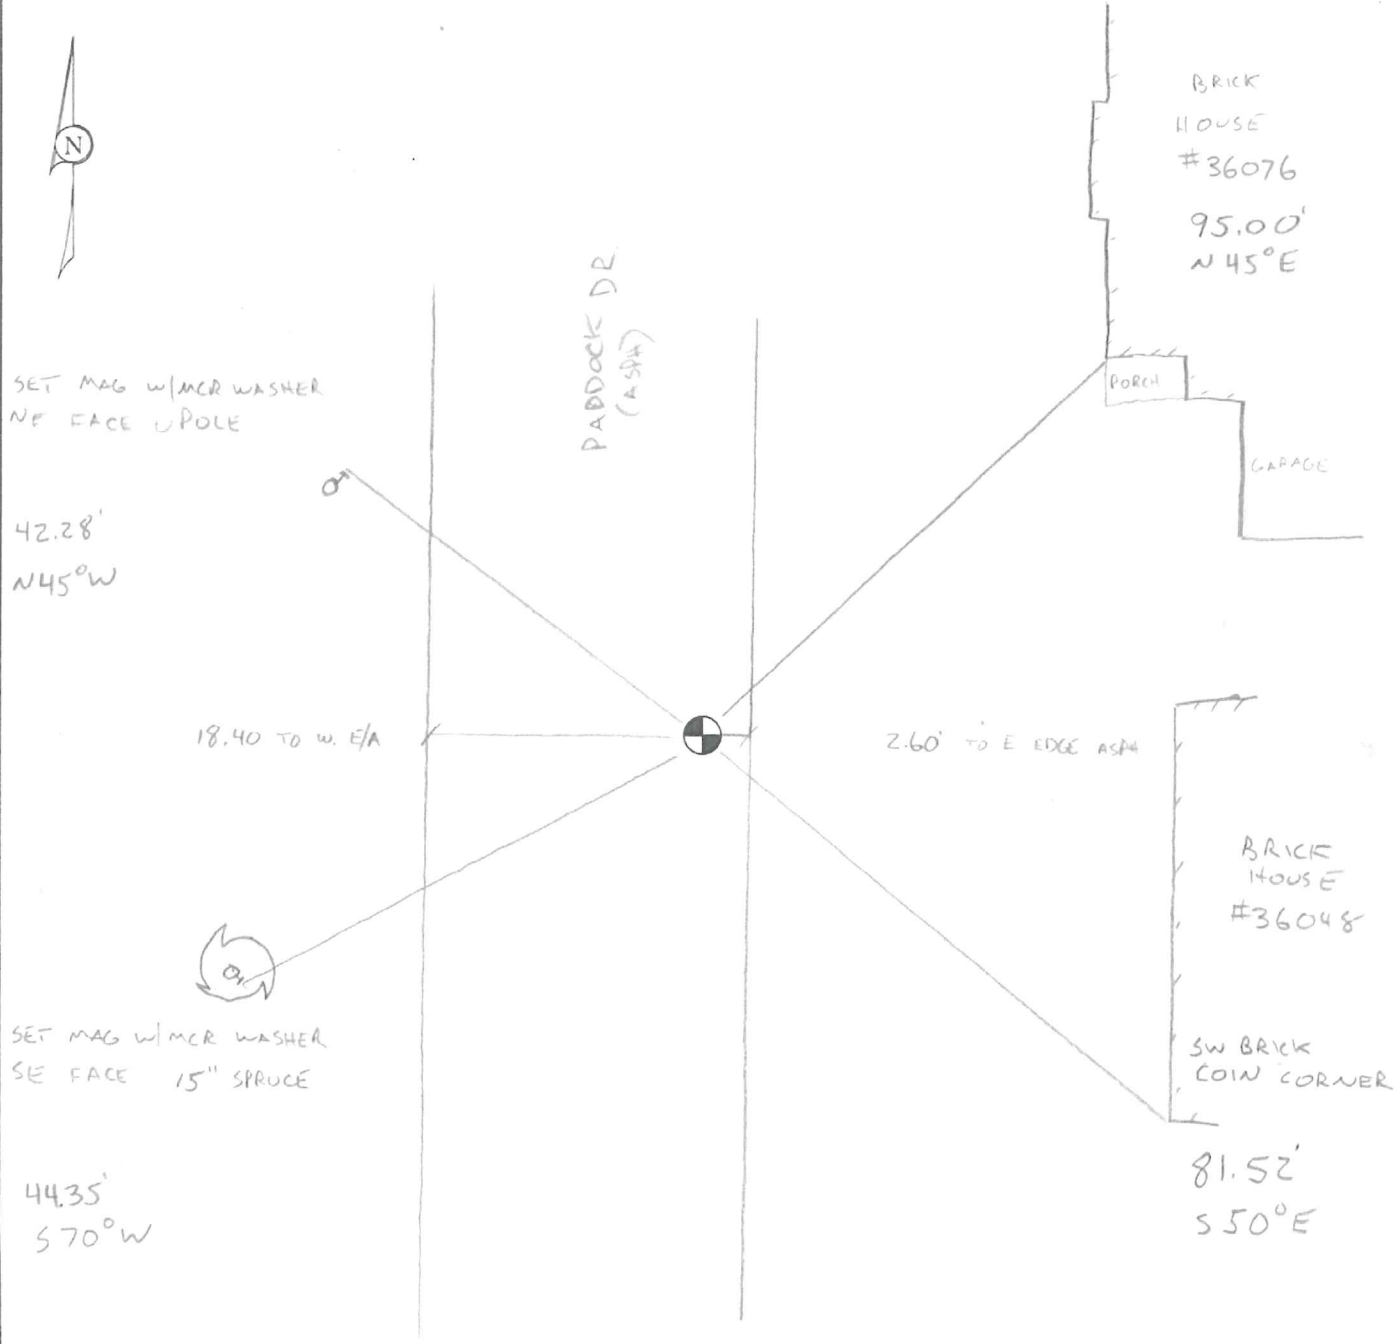 N
BRICK
HOUSE
#36076
95.00'
N 45°E
PADDOCK DR
(ASPH)
SET MAG W/MCR WASHER
NE FACE UPOLE
42.28'
N45°W
PORCH
GARAGE
18.40 TO W. E/A
2.60' TO E EDGE ASPH
BRICK
HOUSE
#36048
SW BRICK
COIN CORNER
81.52'
S 50°E
SET MAG W/MCR WASHER
SE FACE 15" SPRUCE
44.35'
S 70°W